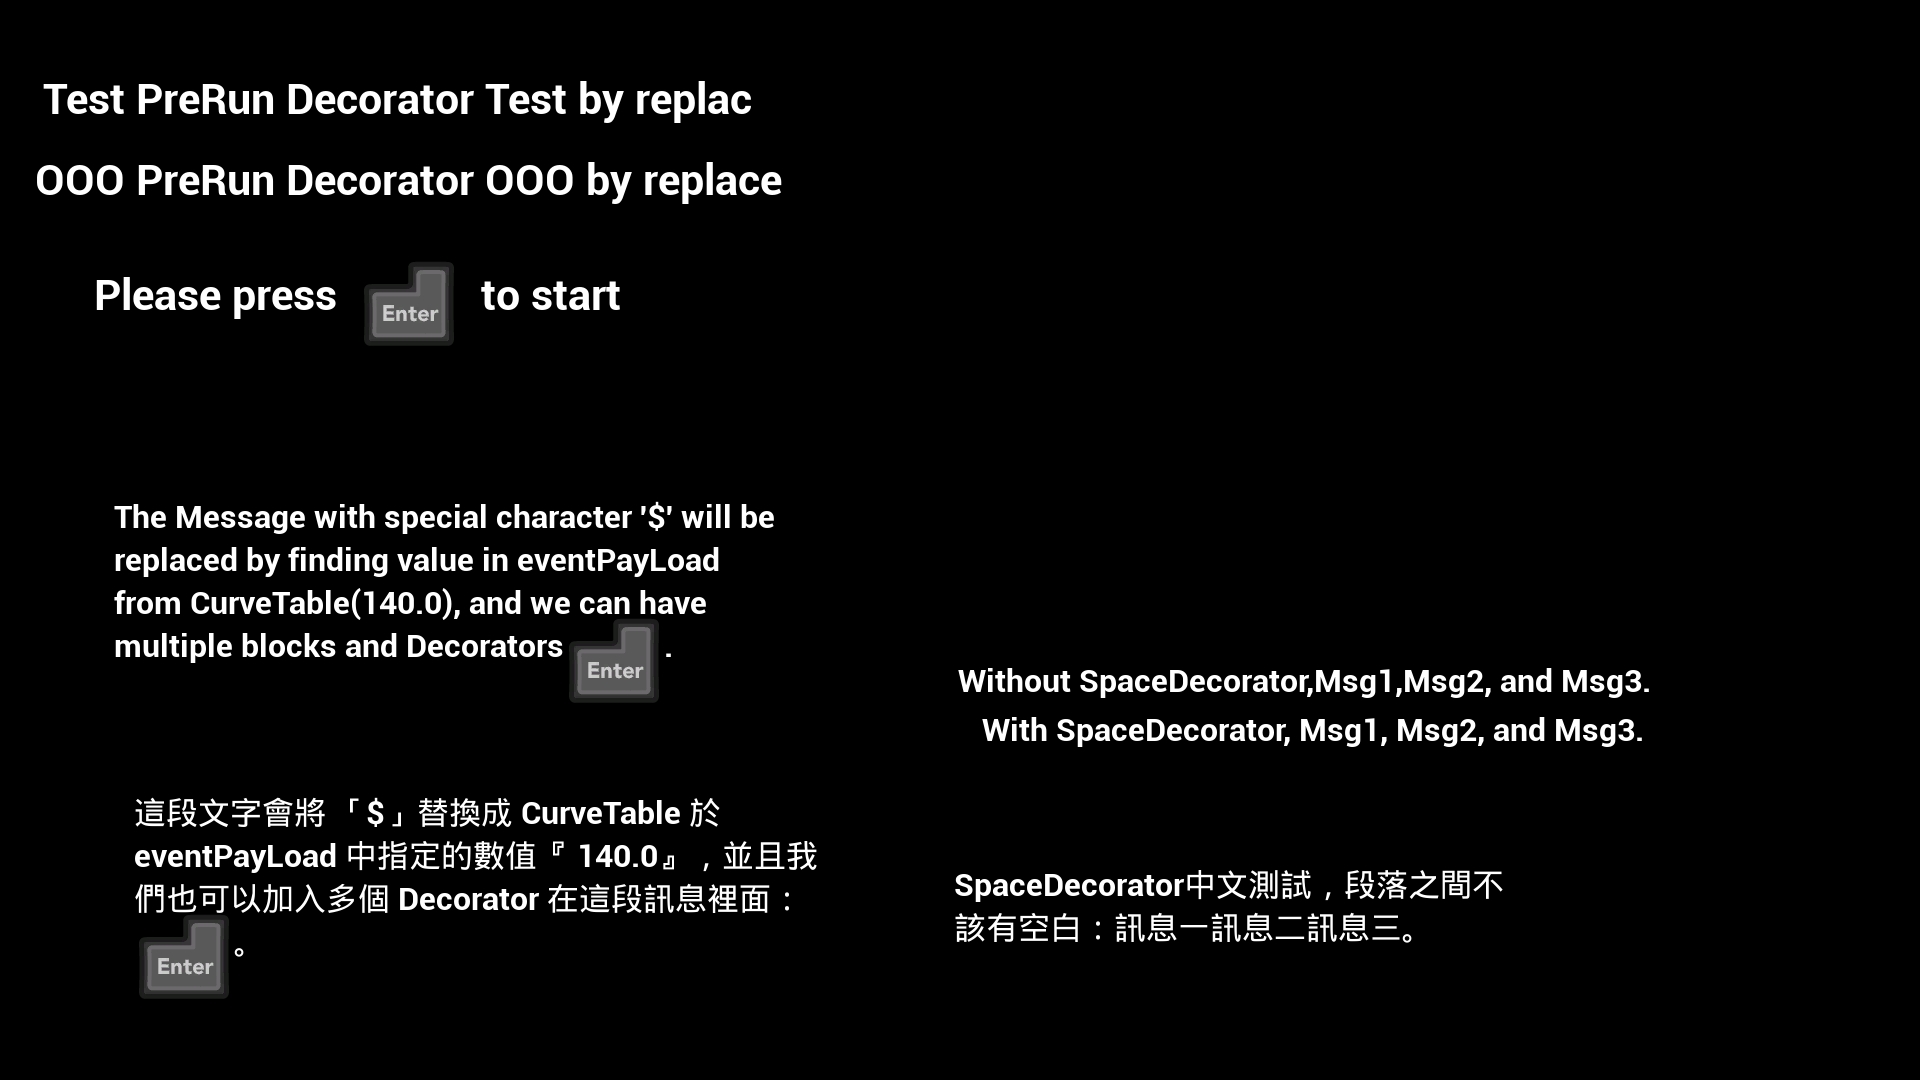 Test PreRun Decorator Test by replac
OOO PreRun Decorator OOO by replace
Please press Enter to start
The Message with special character '$' will be
replaced by finding value in eventPayLoad
from CurveTable(140.0), and we can have
multiple blocks and Decorators Enter .
Without SpaceDecorator,Msg1,Msg2, and Msg3.
With SpaceDecorator, Msg1, Msg2, and Msg3.
這段文字會將「$」替換成 CurveTable 於
eventPayLoad 中指定的數值『 140.0』，並且我
們也可以加入多個 Decorator 在這段訊息裡面：
Enter 。
SpaceDecorator中文測試，段落之間不
該有空白：訊息一訊息二訊息三。